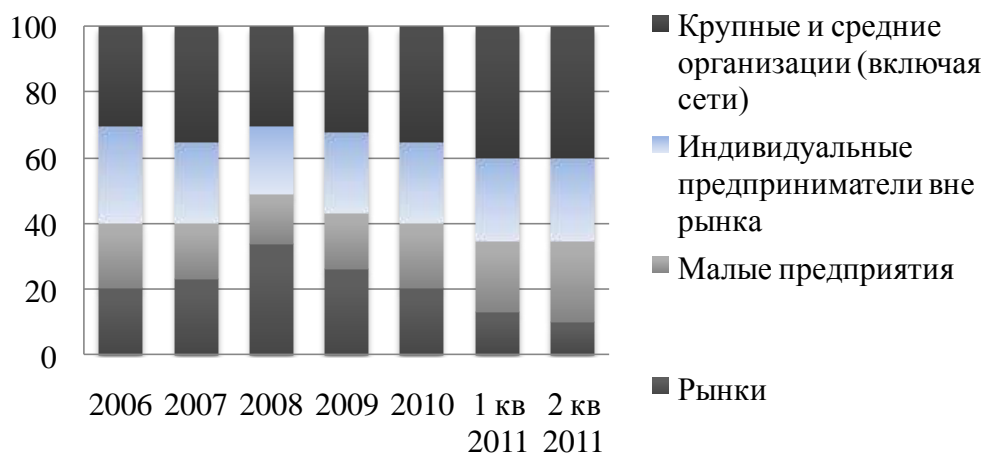 100
80
60
40
20
0
2006 2007 2008 2009 2010 1 кв 2 кв
2011 2011
Крупные и средние
организации (включая
сети)
Индивидуальные
предприниматели вне
рынка
Малые предприятия
Рынки